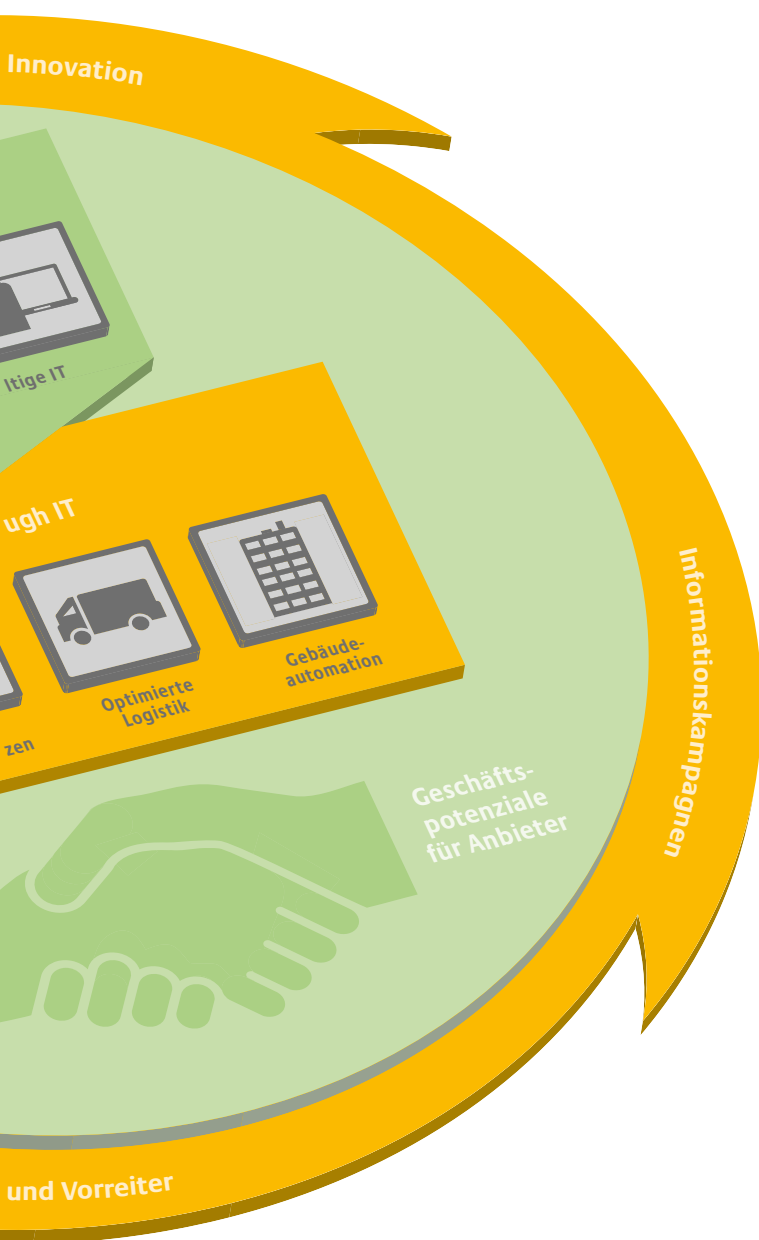 Innovation
ltige IT
ugh IT
Gebäude-
automation
Optimierte
Logistik
zen
Informationskampagnen
Geschäfts-
potenziale
für Anbieter
und Vorreiter